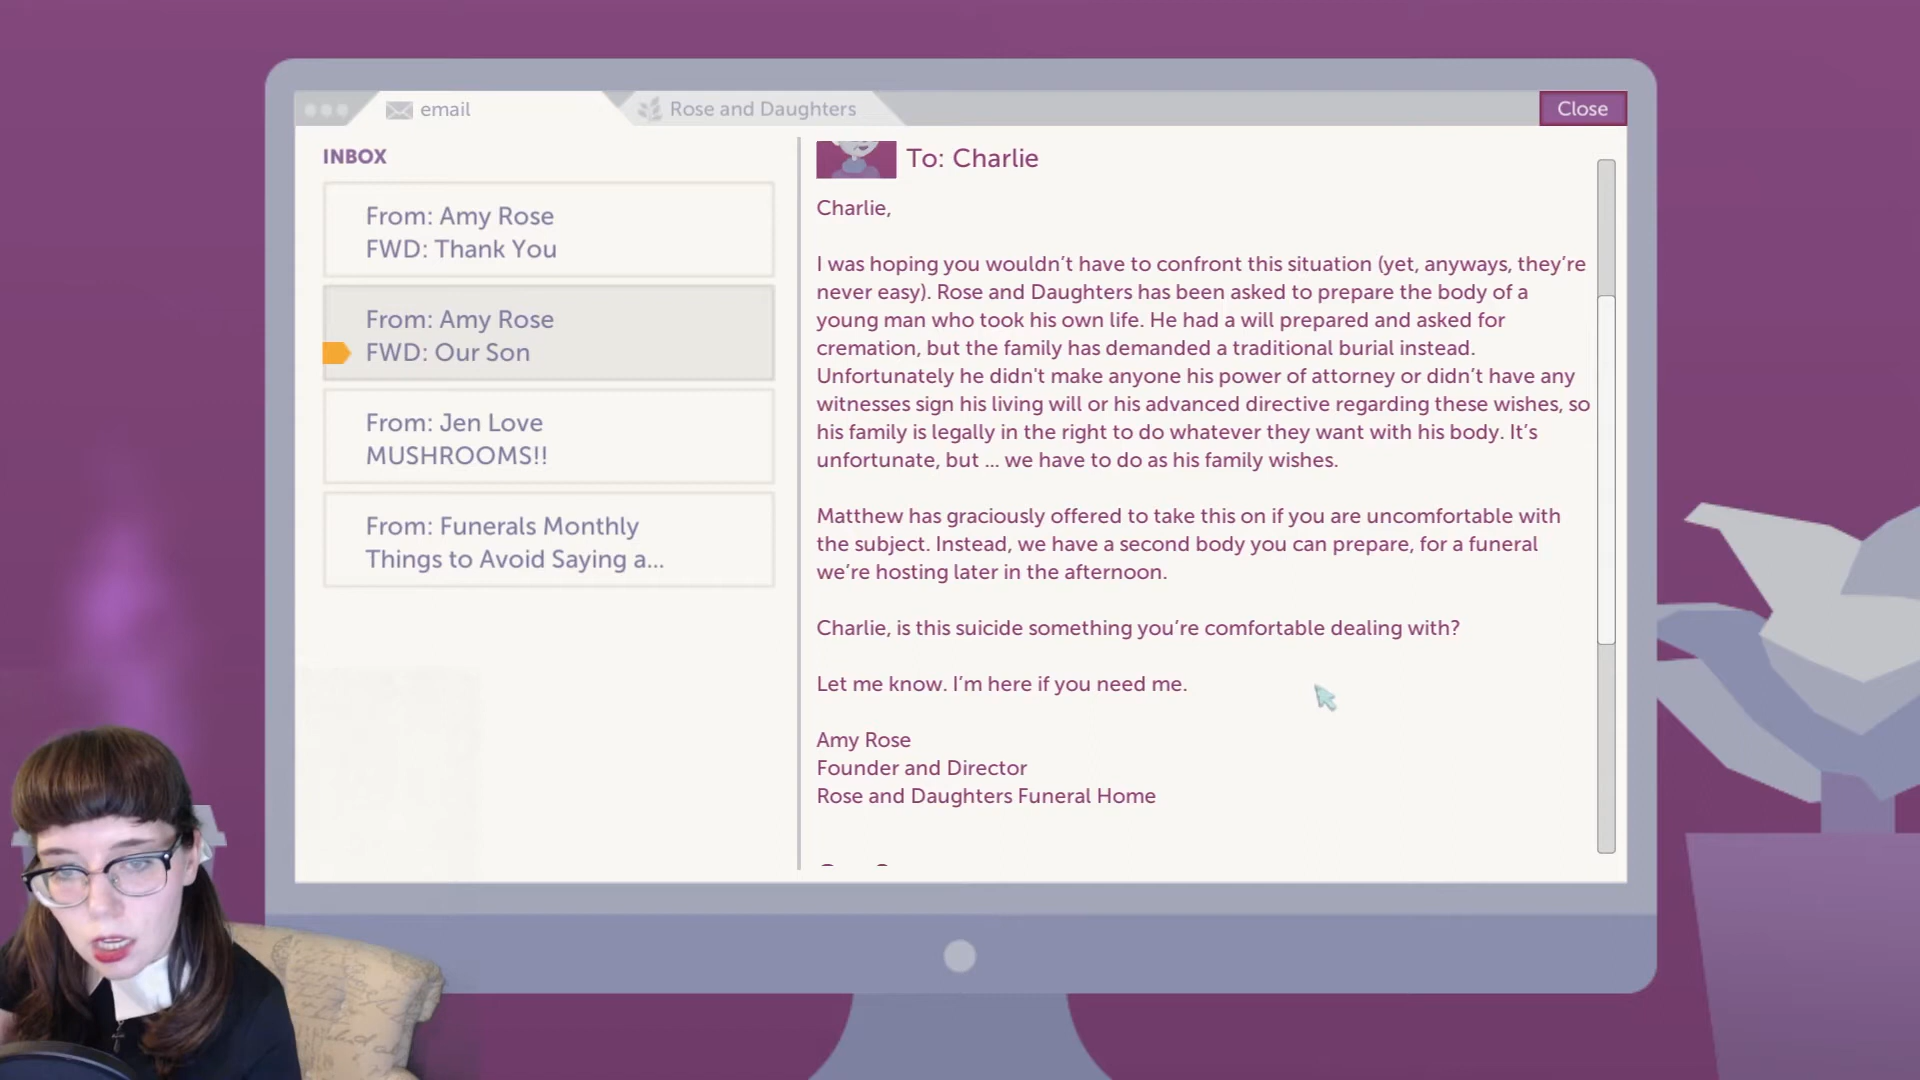 email
Rose and Daughters
Close
INBOX
From: Amy Rose
FWD: Thank You
From: Amy Rose
FWD: Our Son
From: Jen Love
MUSHROOMS!!
From: Funerals Monthly
Things to Avoid Saying a...
To: Charlie
Charlie,
I was hoping you wouldn’t have to confront this situation (yet, anyways, they’re
never easy). Rose and Daughters has been asked to prepare the body of a
young man who took his own life. He had a will prepared and asked for
cremation, but the family has demanded a traditional burial instead.
Unfortunately he didn't make anyone his power of attorney or didn’t have any
witnesses sign his living will or his advanced directive regarding these wishes, so
his family is legally in the right to do whatever they want with his body. It’s
unfortunate, but ... we have to do as his family wishes.
Matthew has graciously offered to take this on if you are uncomfortable with
the subject. Instead, we have a second body you can prepare, for a funeral
we’re hosting later in the afternoon.
Charlie, is this suicide something you’re comfortable dealing with?
Let me know. I’m here if you need me.
Amy Rose
Founder and Director
Rose and Daughters Funeral Home